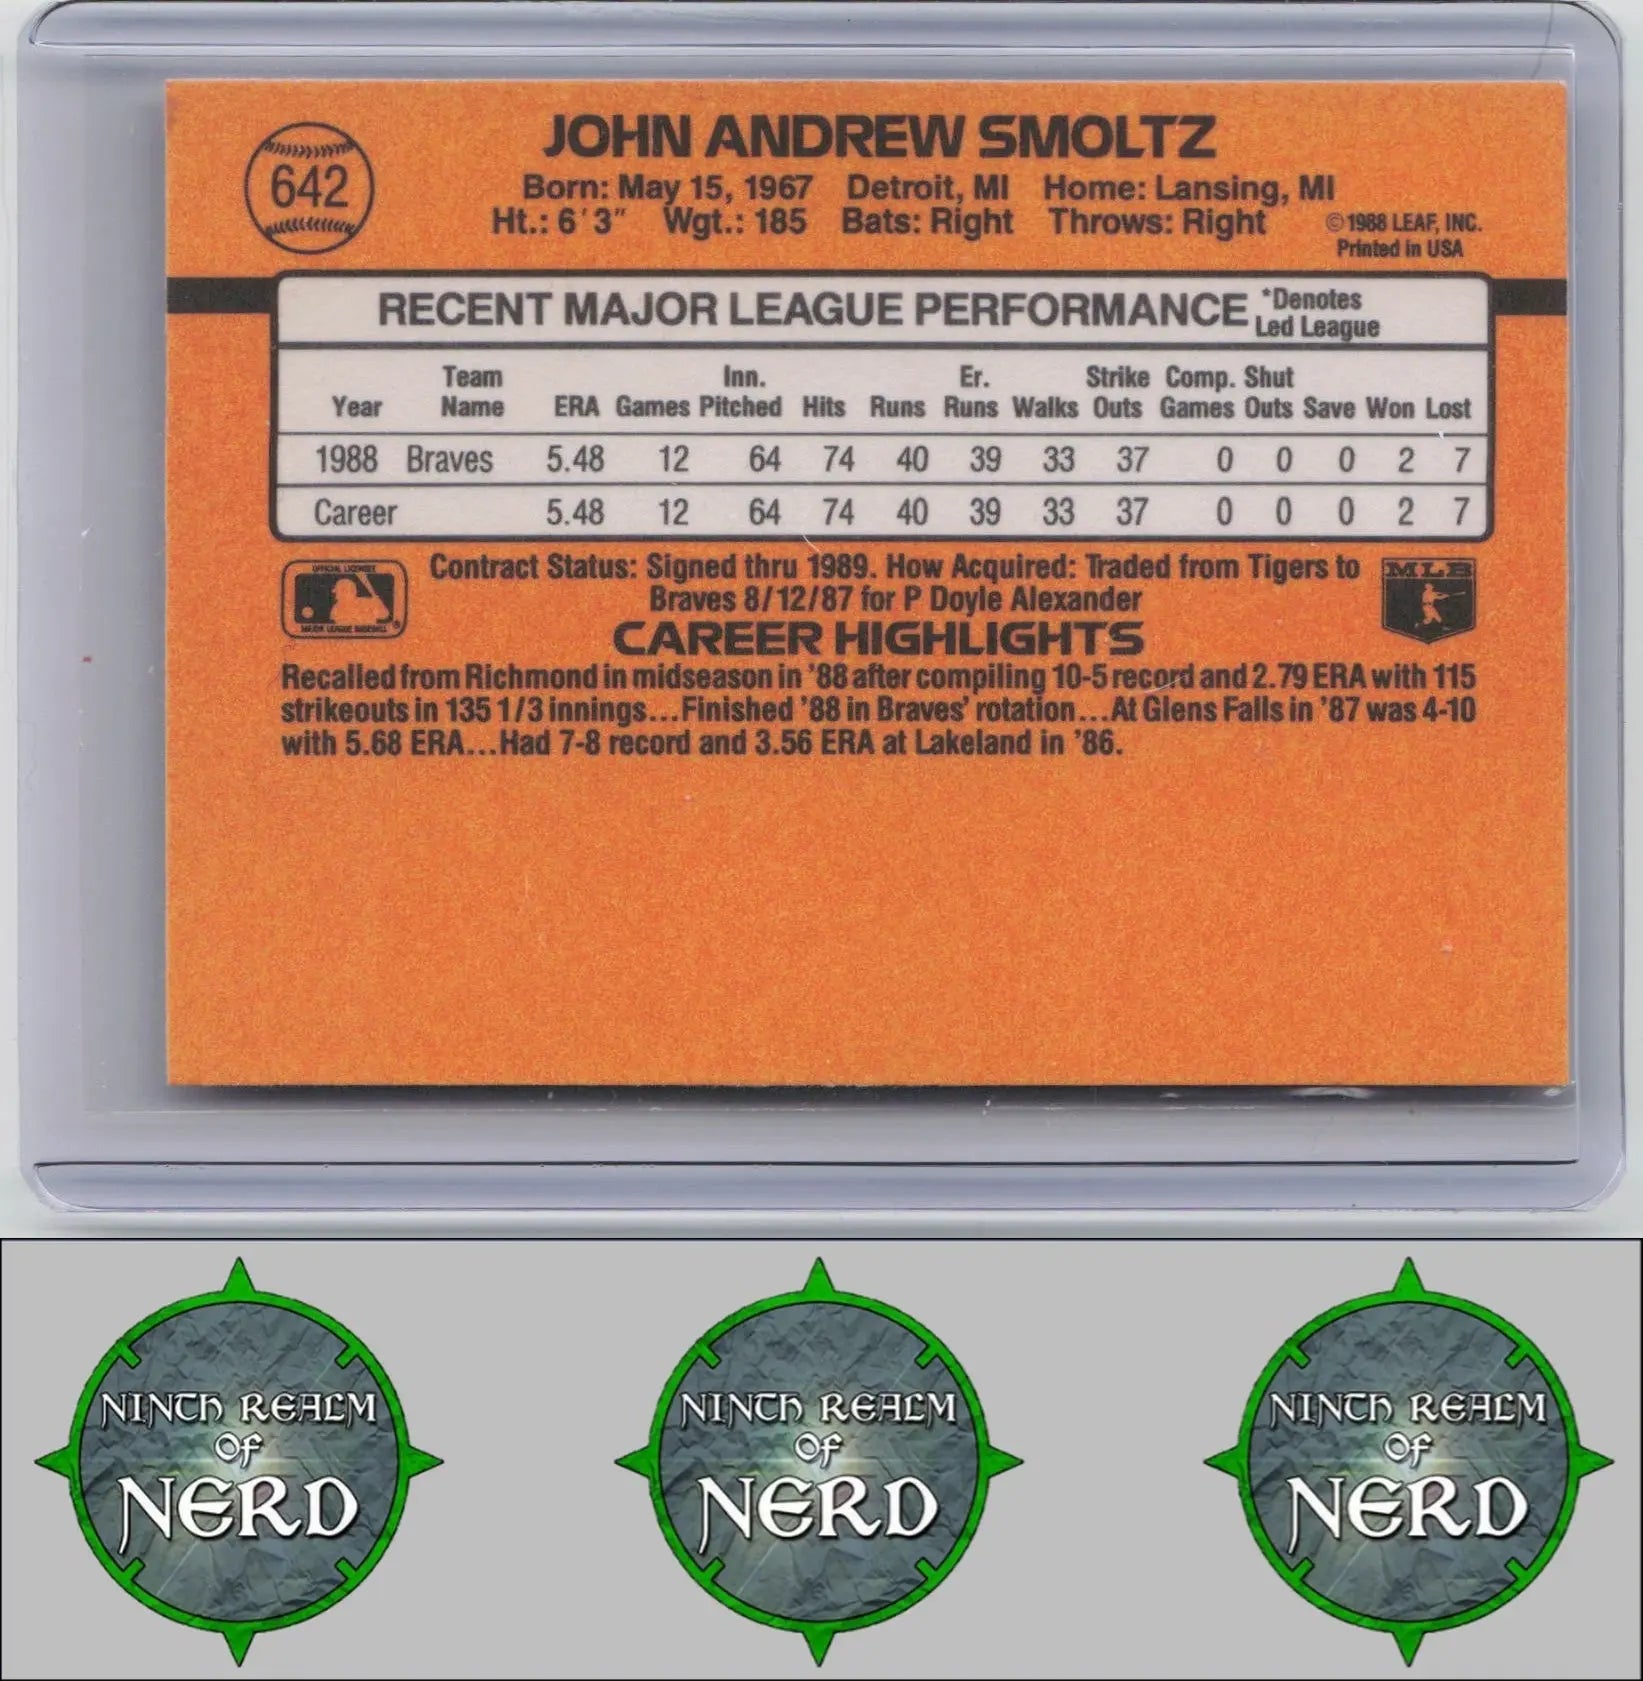 642
JOHN ANDREW SMOLTZ
Born: May 15, 1967 Detroit, MI Home: Lansing, MI
Ht.: 6'3" Wgt.: 185 Bats: Right Throws: Right
©1988 LEAF, INC.
Printed in USA
RECENT MAJOR LEAGUE PERFORMANCE *Denotes Led League
Year Team Name ERA Games Inn. Pitched Hits Runs Er. Runs Walks Strike Outs Comp. Games Shut Outs Save Won Lost
1988 Braves 5.48 12 64 74 40 39 33 37 0 0 0 2 7
Career 5.48 12 64 74 40 39 33 37 0 0 0 2 7
OFFICIAL LICENSEE
MAJOR LEAGUE BASEBALL
®
Contract Status: Signed thru 1989. How Acquired: Traded from Tigers to
Braves 8/12/87 for P Doyle Alexander
MLB
CAREER HIGHLIGHTS
Recalled from Richmond in midseason in '88 after compiling 10-5 record and 2.79 ERA with 115
strikeouts in 135 1/3 innings...Finished '88 in Braves' rotation...At Glens Falls in '87 was 4-10
with 5.68 ERA...Had 7-8 record and 3.56 ERA at Lakeland in '86.
NINTH REALM
OF
NERD
NINTH REALM
OF
NERD
NINTH REALM
OF
NERD